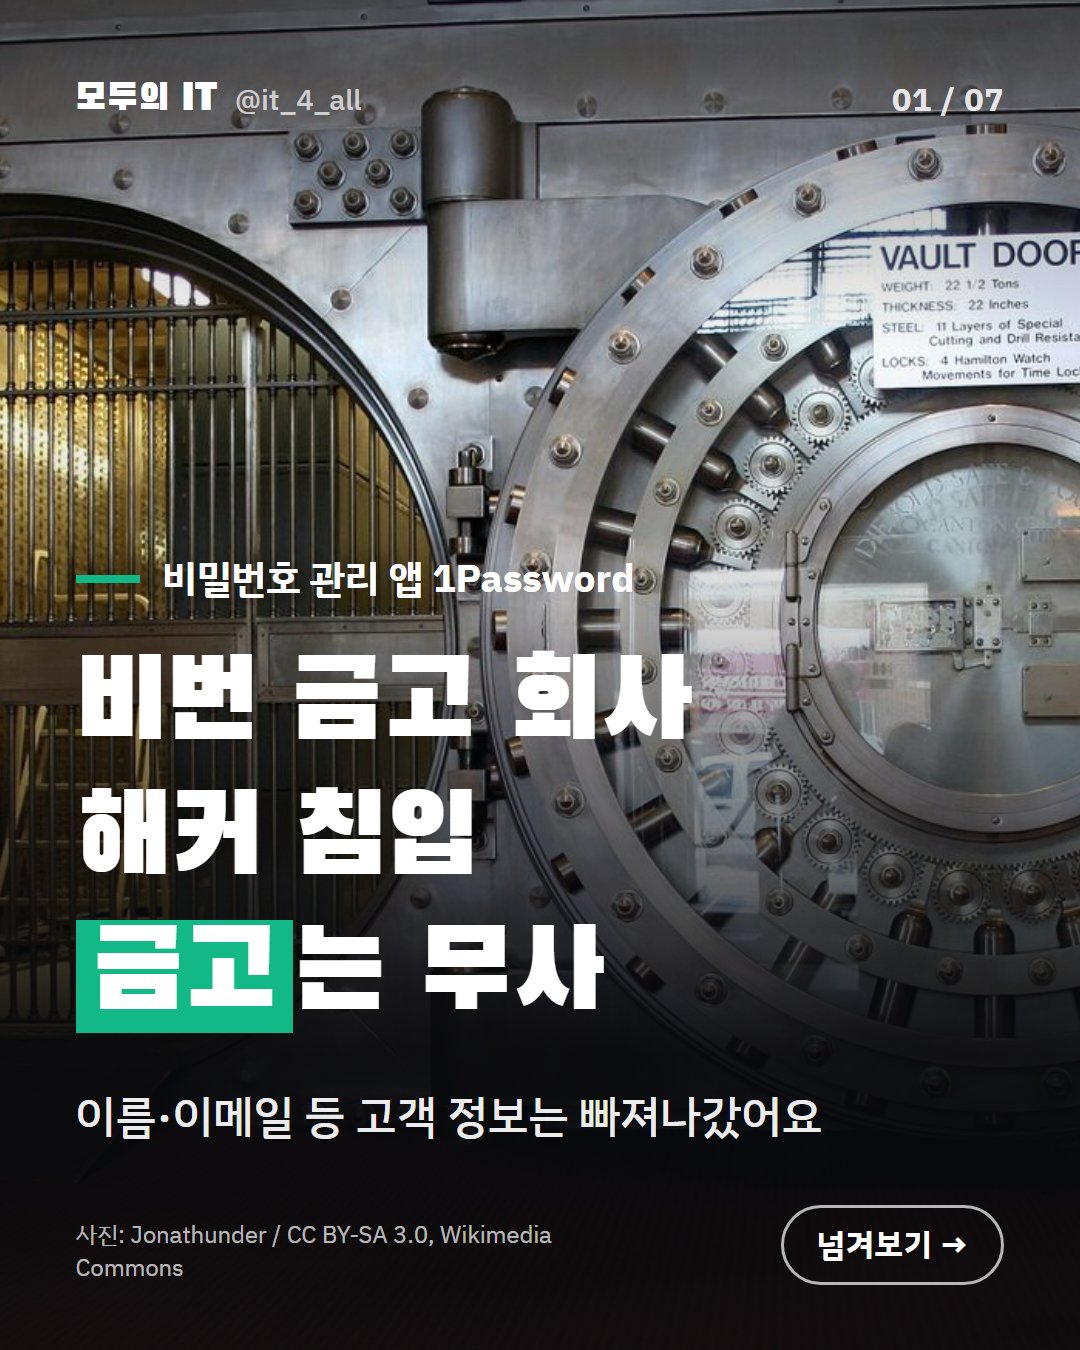 모두의 IT @it_4_all
01 / 07
VAULT DOOR
WEIGHT: 22 1/2 Tons
THICKNESS: 22 Inches
STEEL: 11 Layers of Special
Cutting and Drill
LOCKS: 4 Hamilton Watch
Movements for Time
비밀번호 관리 앱 1Password
비번 금고 회사
해커 침입
금고는 무사
이름·이메일 등 고객 정보는 빠져나갔어요
사진: Jonathunder / CC BY-SA 3.0, Wikimedia
Commons
넘겨보기 →